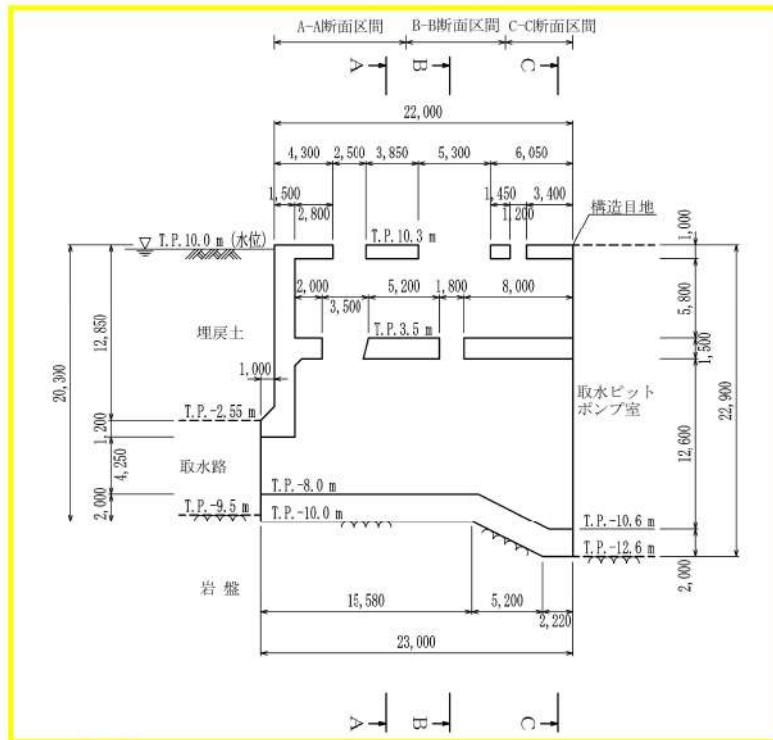 A-A断面区間 B-B断面区間 C-C断面区間
A B C
22,000
4,300 2,500 3,850 5,300 6,050
1,500 1,450 3,400
2,800 1,200
構造目地
T.P.10.0 m (水位) T.P.10.3 m
1,000
2,000 5,200 1,800 8,000
3,500
5,800
埋戻土
T.P.3.5 m
12,850
1,500
1,000
20,300
取水ピット
ポンプ室
22,900
T.P.-2.55 m
1,200
12,600
取水路
4,250
T.P.-8.0 m
T.P.-9.5 m
2,000
T.P.-10.0 m
T.P.-10.6 m
T.P.-12.6 m
2,000
岩盤
15,580 5,200
2,220
23,000
A B C